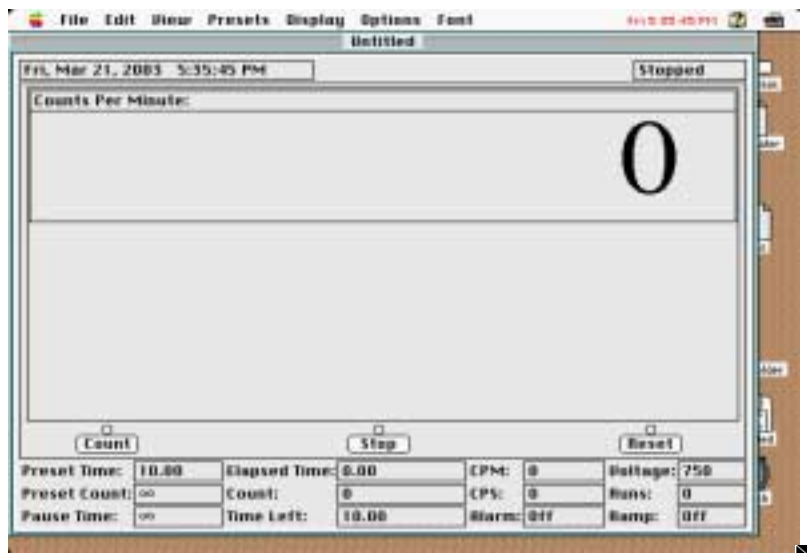 File Edit View Presets Display Options Font
Untitled
Fri, Mar 21, 2003 5:35:45 PM Stopped
Counts Per Minute:
0
Count Stop Reset
Preset Time: 10.00 Elapsed Time: 0.00 CPM: 0 Voltage: 750
Preset Count: ∞ Count: 0 CPS: 0 Runs: 0
Pause Time: ∞ Time Left: 10.00 Alarm: Off Ramp: Off